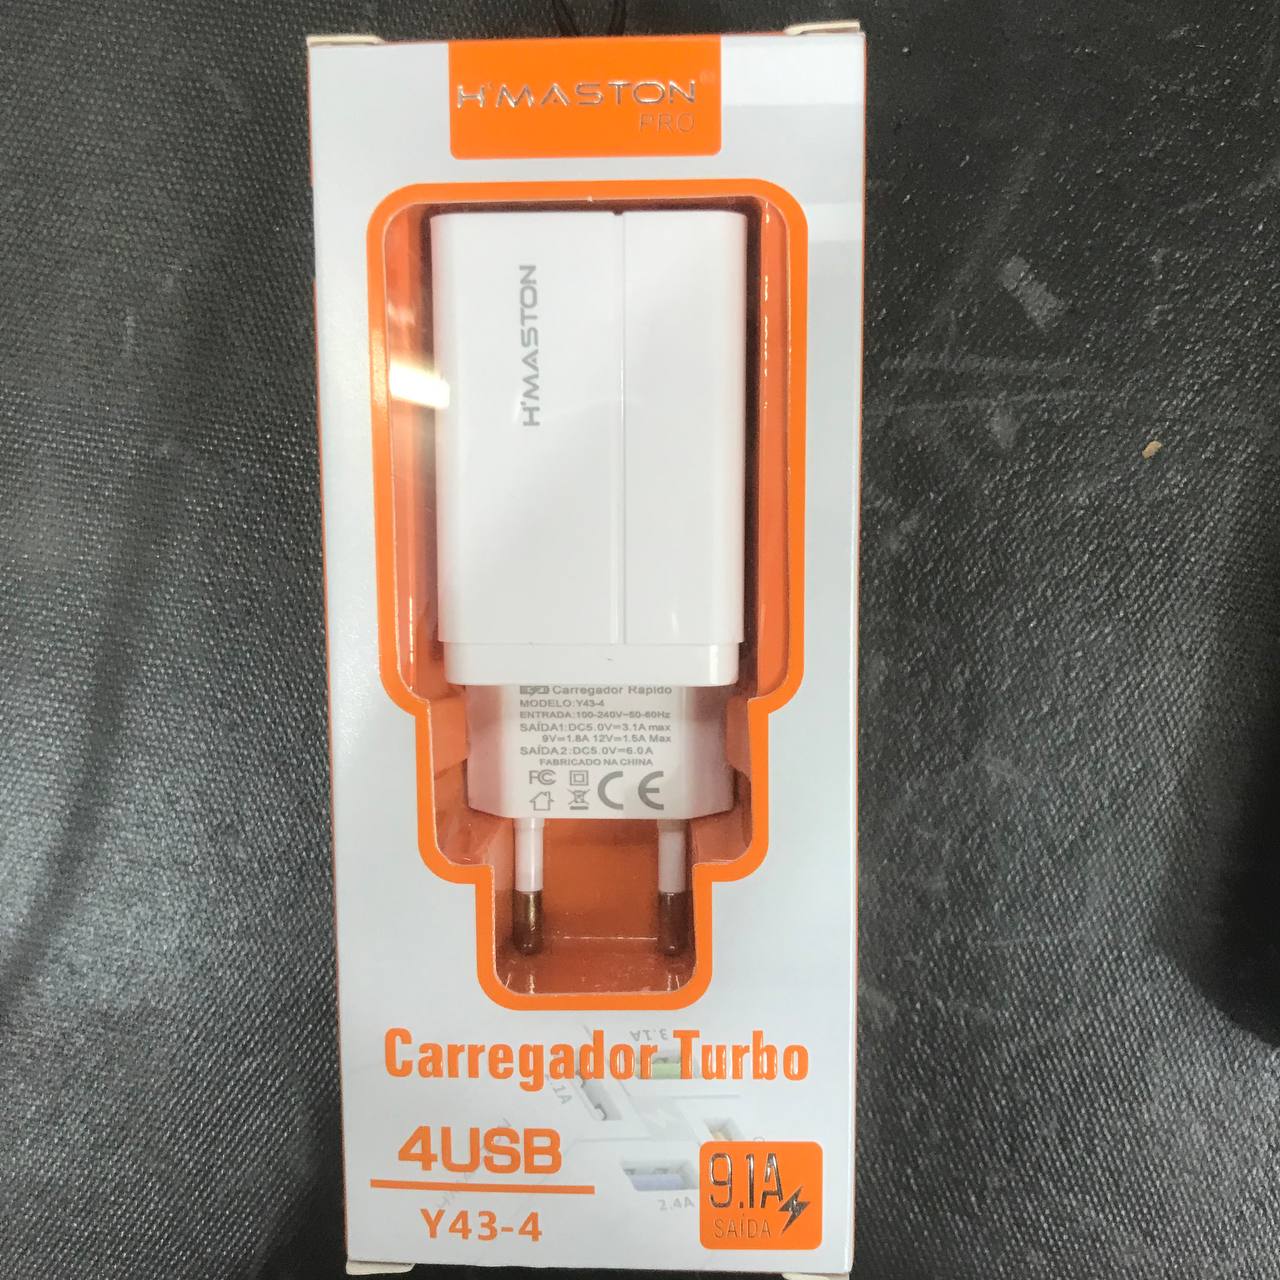 H'MASTON
PRO
H'MASTON
Carregador Rapido
MODELO:Y43-4
ENTRADA:100-240V~50-60Hz
SAÍDA1:DC5.0V=3.1A max
9V=1.8A 12V=1.5A Max
SAÍDA2:DC5.0V=6.0A
FABRICADO NA CHINA
FC
CE
3.1A
Carregador Turbo
4USB
2.4A
Y43-4
9.1A
SAÍDA